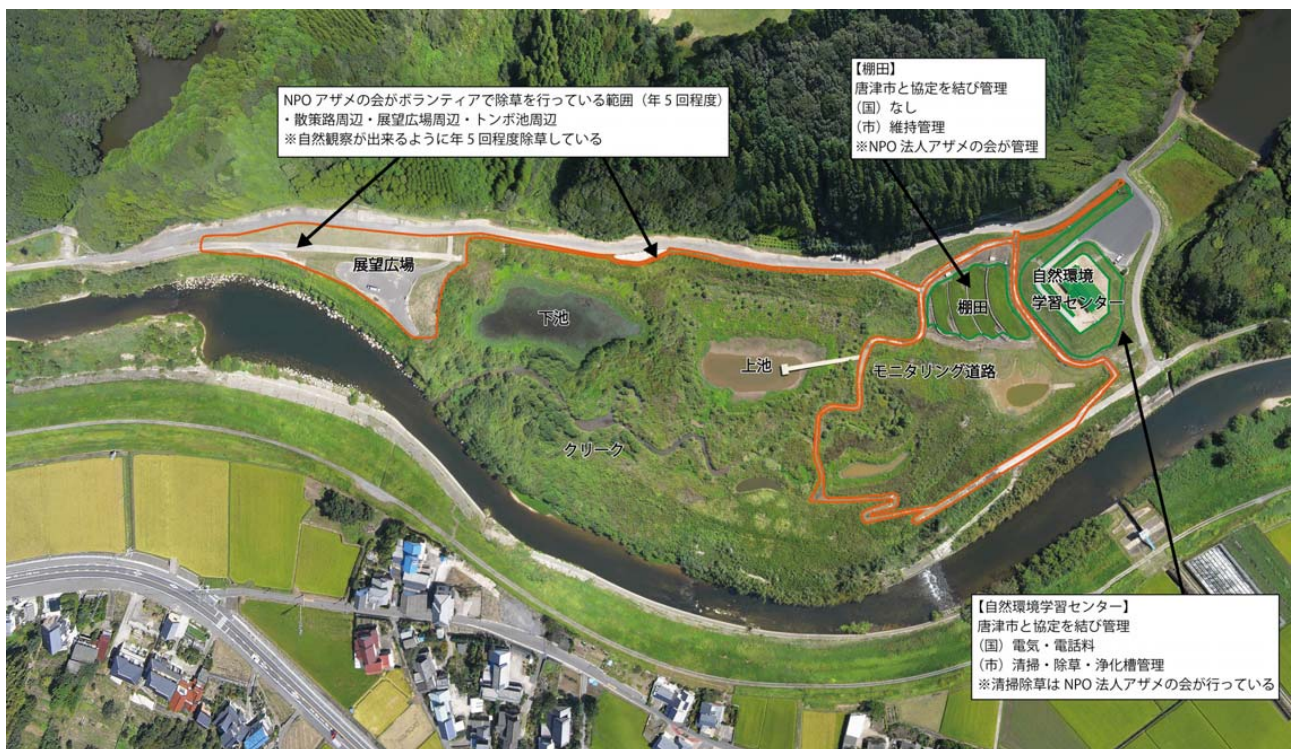 NPOアザメの会がボランティアで除草を行っている範囲（年5回程度）
・散策路周辺・展望広場周辺・トンボ池周辺
※自然観察が出来るように年5回程度除草している
【棚田】
唐津市と協定を結び管理
（国）なし
（市）維持管理
※NPO法人アザメの会が管理
展望広場
下池
上池
クリーク
棚田
モニタリング道路
自然環境
学習センター
【自然環境学習センター】
唐津市と協定を結び管理
（国）電気・電話料
（市）清掃・除草・浄化槽管理
※清掃除草はNPO法人アザメの会が行っている